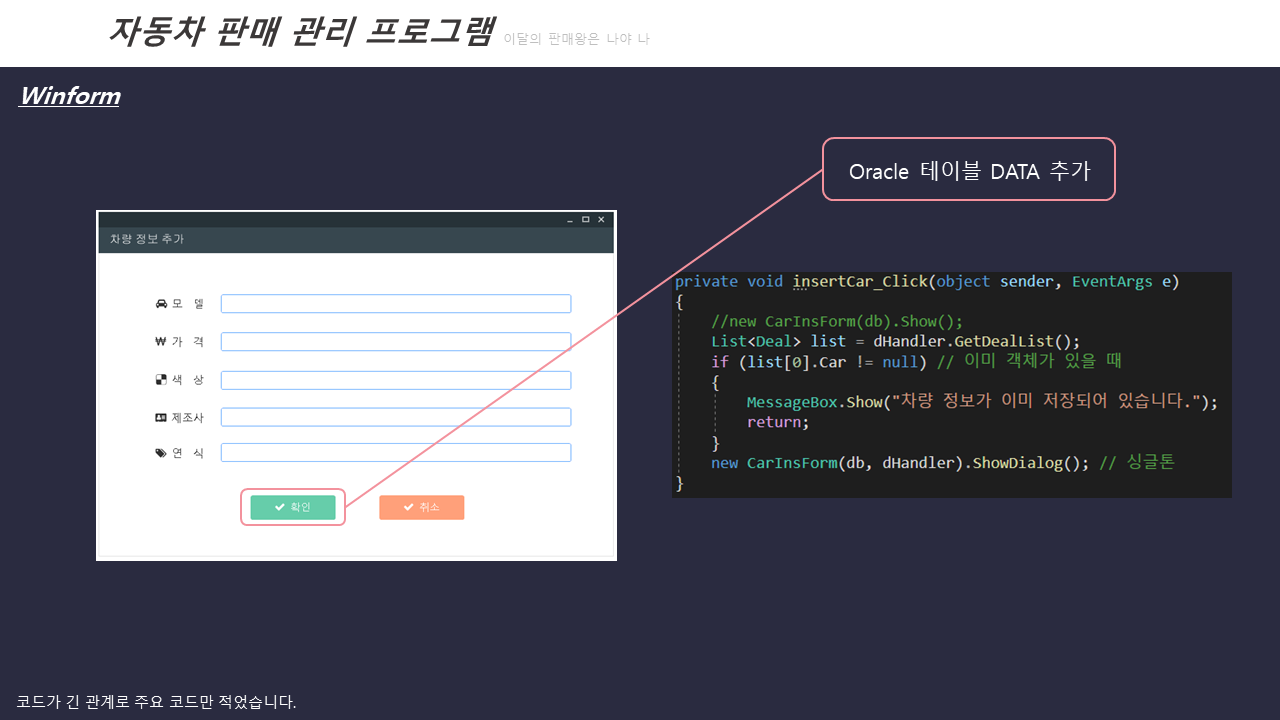 자동차 판매 관리 프로그램 이달의 판매왕은 나야 나
Winform
Oracle 테이블 DATA 추가
차량 정보 추가
모 델
₩ 가 격
색 상
제조사
연 식
확인
취소
private void insertCar_Click(object sender, EventArgs e)
{
//new CarInsForm(db).Show();
List<Deal> list = dHandler.GetDealList();
if (list[0].Car != null) // 이미 객체가 있을 때
{
MessageBox.Show("차량 정보가 이미 저장되어 있습니다.");
return;
}
new CarInsForm(db, dHandler).ShowDialog(); // 싱글톤
}
코드가 긴 관계로 주요 코드만 적었습니다.